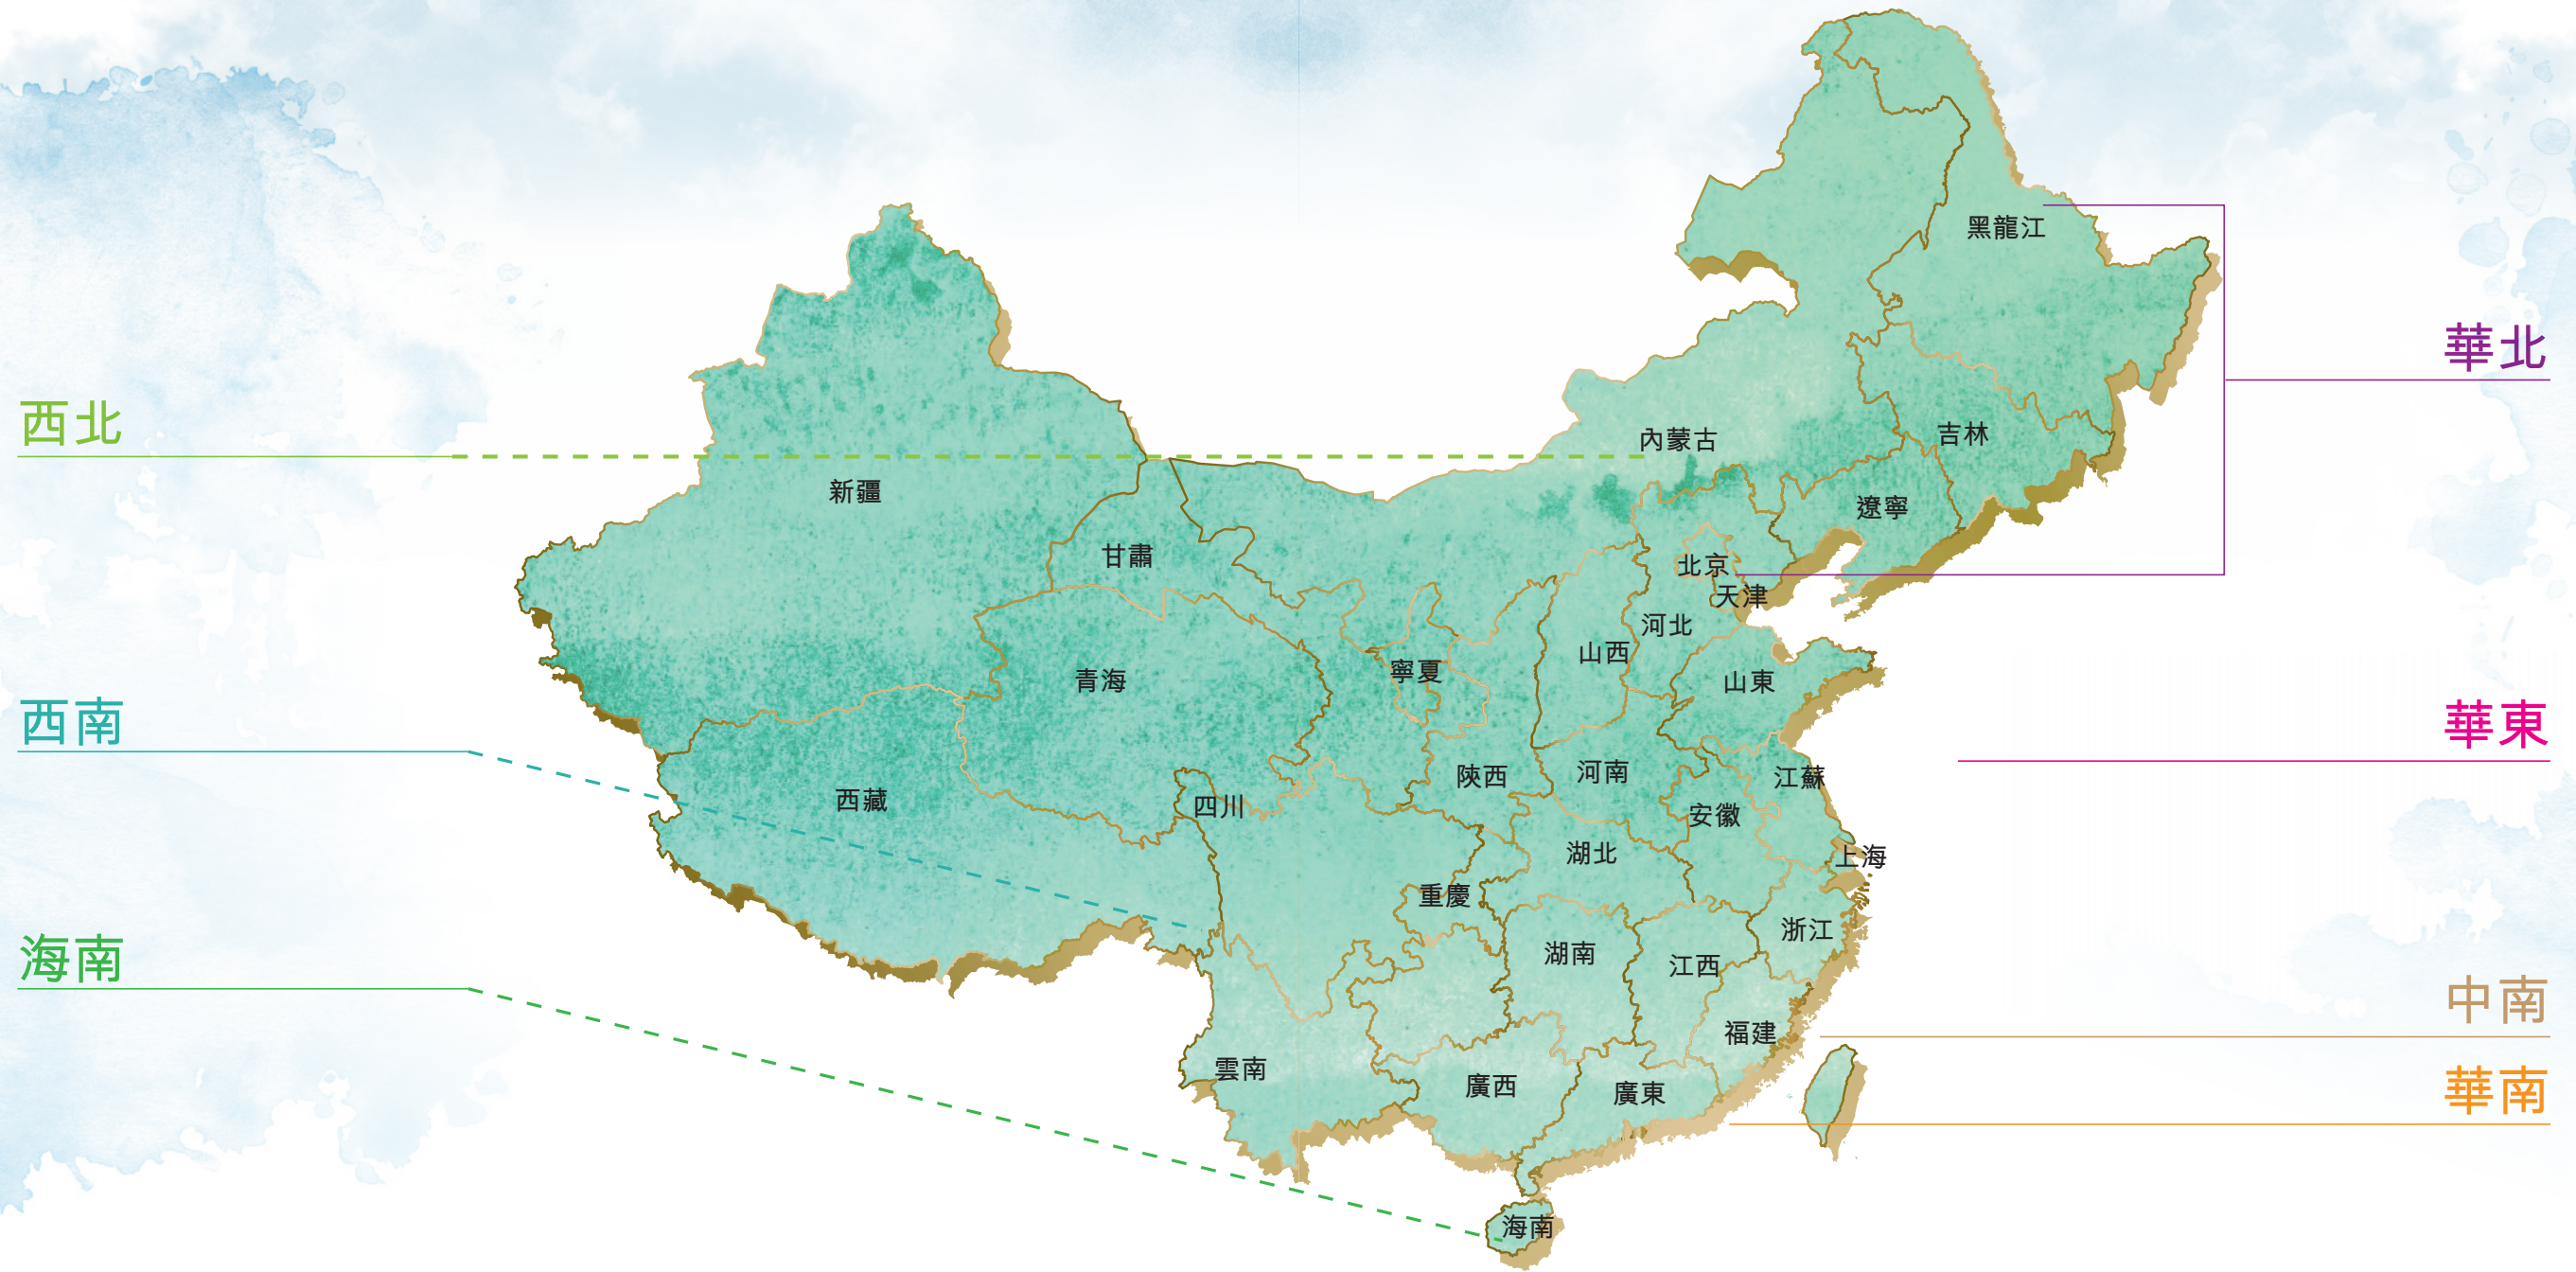 黑龍江
華北
西北
內蒙古
吉林
新疆
遼寧
甘肅
北京
天津
河北
山西
寧夏
青海
山東
西南
華東
陝西
河南
江蘇
西藏
四川
安徽
湖北
上海
重慶
浙江
海南
湖南
江西
中南
福建
雲南
廣西
廣東
華南
海南